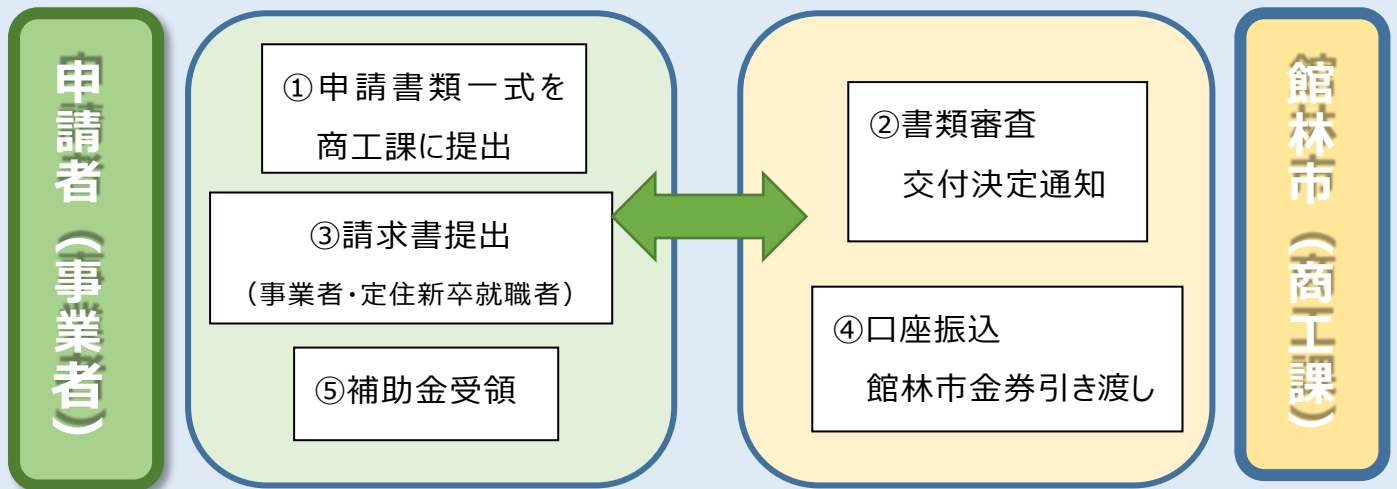 申請者（事業者）
①申請書類一式を
商工課に提出
③請求書提出
（事業者・定住新卒就職者）
⑤補助金受領
②書類審査
交付決定通知
④口座振込
館林市金券引き渡し
館林市（商工課）